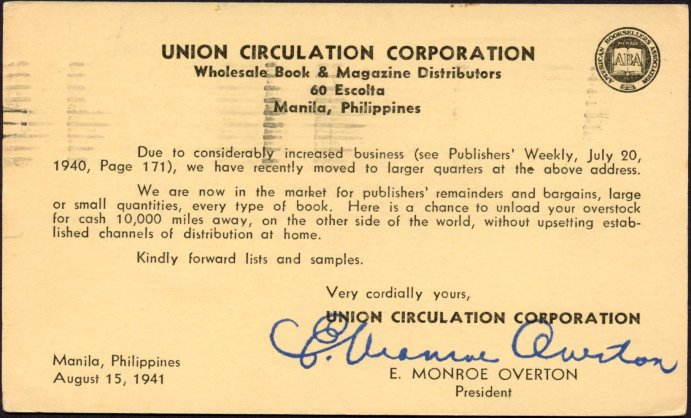 UNION CIRCULATION CORPORATION
Wholesale Book & Magazine Distributors
60 Escolta
Manila, Philippines
AMERICAN BOOKSELLERS ASSOCIATION
MEMBER
ABA
Due to considerably increased business (see Publishers' Weekly, July 20,
1940, Page 171), we have recently moved to larger quarters at the above address.
We are now in the market for publishers' remainders and bargains, large
or small quantities, every type of book. Here is a chance to unload your overstock
for cash 10,000 miles away, on the other side of the world, without upsetting estab-
lished channels of distribution at home.
Kindly forward lists and samples.
Very cordially yours,
UNION CIRCULATION CORPORATION
E. Monroe Overton
E. MONROE OVERTON
President
Manila, Philippines
August 15, 1941